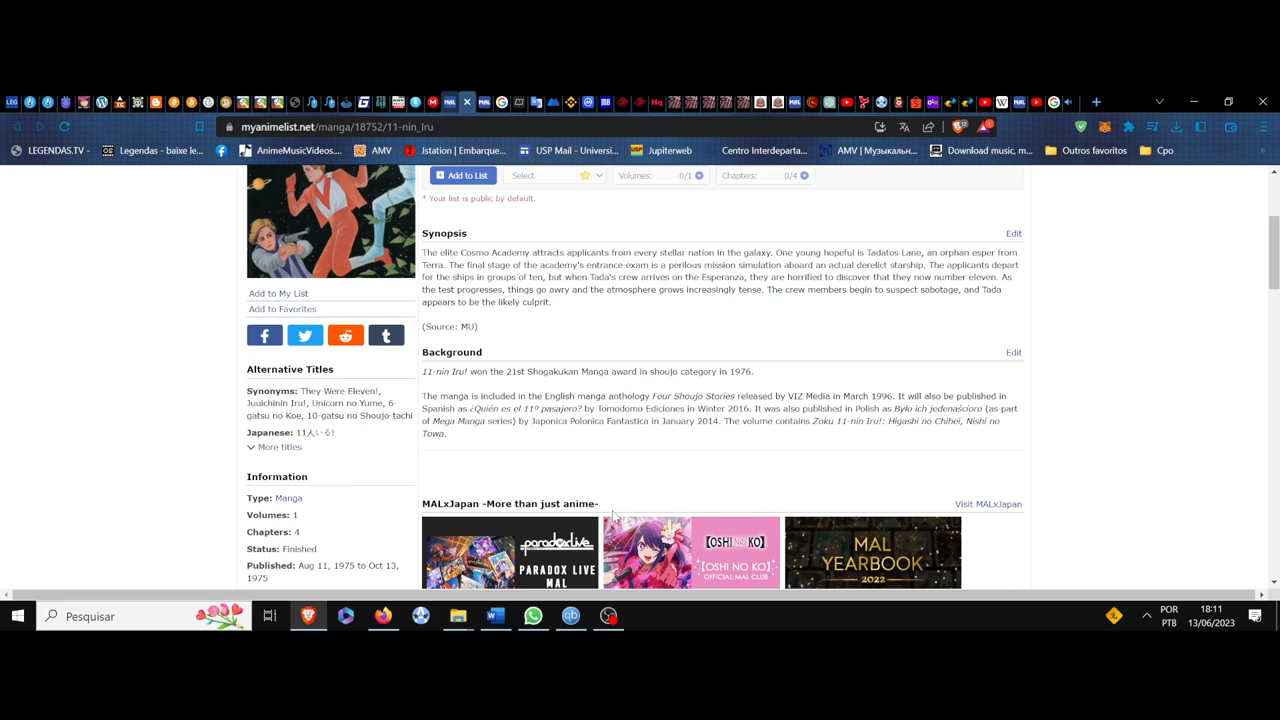 myanimelist.net/manga/18752/11-nin_Iru
LEGENDAS.TV - Legendas - baixe le... AnimeMusicVideos.... AMV Jstation | Embarque... USP Mail - Universi... Jupiterweb Centro Interdeparta... AMV | Музыкальн... Download music, m... Outros favoritos Cpo
Add to List Select Volumes: 0/1 Chapters: 0/4
* Your list is public by default.
Synopsis Edit
The elite Cosmo Academy attracts applicants from every stellar nation in the galaxy. One young hopeful is Tadatos Lane, an orphan esper from
Terra. The final stage of the academy's entrance exam is a perilous mission simulation aboard an actual derelict starship. The applicants depart
for the ships in groups of ten, but when Tada's crew arrives on the Esperanza, they are horrified to discover that they now number eleven. As
the test progresses, things go awry and the atmosphere grows increasingly tense. The crew members begin to suspect sabotage, and Tada
appears to be the likely culprit.
(Source: MU)
Background Edit
11-nin Iru! won the 21st Shogakukan Manga award in shoujo category in 1976.
The manga is included in the English manga anthology Four Shoujo Stories released by VIZ Media in March 1996. It will also be published in
Spanish as ¿Quién es el 11º pasajero? by Tomodomo Ediciones in Winter 2016. It was also published in Polish as Było ich jedenaścioro (as part
of Mega Manga series) by Japonica Polonica Fantastica in January 2014. The volume contains Zoku 11-nin Iru!: Higashi no Chihei, Nishi no
Towa.
Add to My List
Add to Favorites
Alternative Titles
Synonyms: They Were Eleven!,
Juuichinin Iru!, Unicorn no Yume, 6-
gatsu no Koe, 10-gatsu no Shoujo-tachi
Japanese: 11人いる!
More titles
Information
Type: Manga
Volumes: 1
Chapters: 4
Status: Finished
Published: Aug 11, 1975 to Oct 13,
1975
MALxJapan -More than just anime- Visit MALxJapan
paradoxlive
PARADOX LIVE
MAL
[OSHI NO KO]
[OSHI NO KO]
OFFICIAL MAL CLUB
MAL
YEARBOOK
2022
Pesquisar
POR
PTB
18:11
13/06/2023